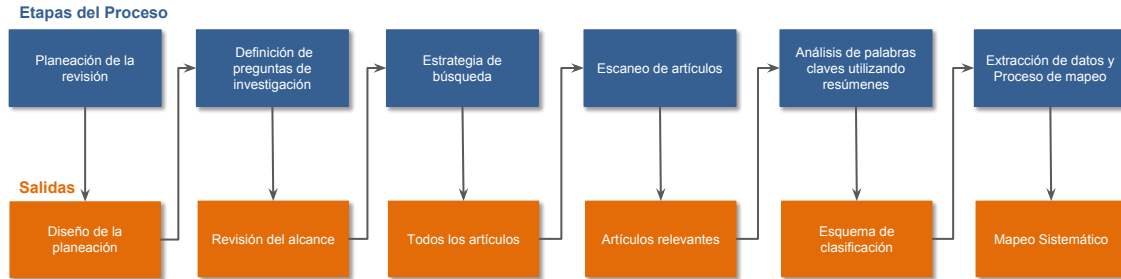 Etapas del Proceso
Planeación de la
revisión
Definición de
preguntas de
investigación
Estrategia de
búsqueda
Escaneo de artículos
Análisis de palabras
claves utilizando
resúmenes
Extracción de datos y
Proceso de mapeo
Salidas
Diseño de la
planeación
Revisión del alcance
Todos los artículos
Artículos relevantes
Esquema de
clasificación
Mapeo Sistemático